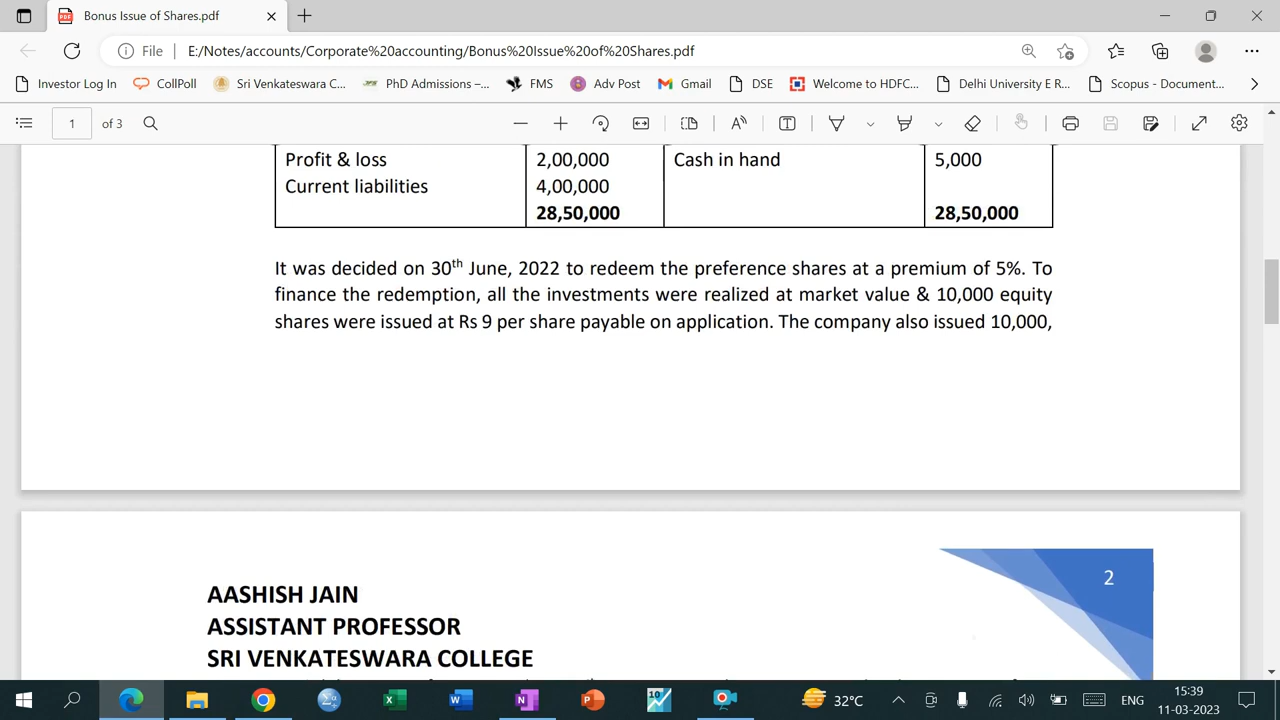 Bonus Issue of Shares.pdf
File E:/Notes/accounts/Corporate%20accounting/Bonus%20Issue%20of%20Shares.pdf
Investor Log In CollPoll Sri Venkateswara C... PhD Admissions –... FMS Adv Post Gmail DSE Welcome to HDFC... Delhi University E R... Scopus - Document...
1 of 3
Profit & loss 2,00,000 Cash in hand 5,000
Current liabilities 4,00,000
28,50,000 28,50,000
It was decided on 30th June, 2022 to redeem the preference shares at a premium of 5%. To
finance the redemption, all the investments were realized at market value & 10,000 equity
shares were issued at Rs 9 per share payable on application. The company also issued 10,000,
2
AASHISH JAIN
ASSISTANT PROFESSOR
SRI VENKATESWARA COLLEGE
32°C ENG 15:39
11-03-2023